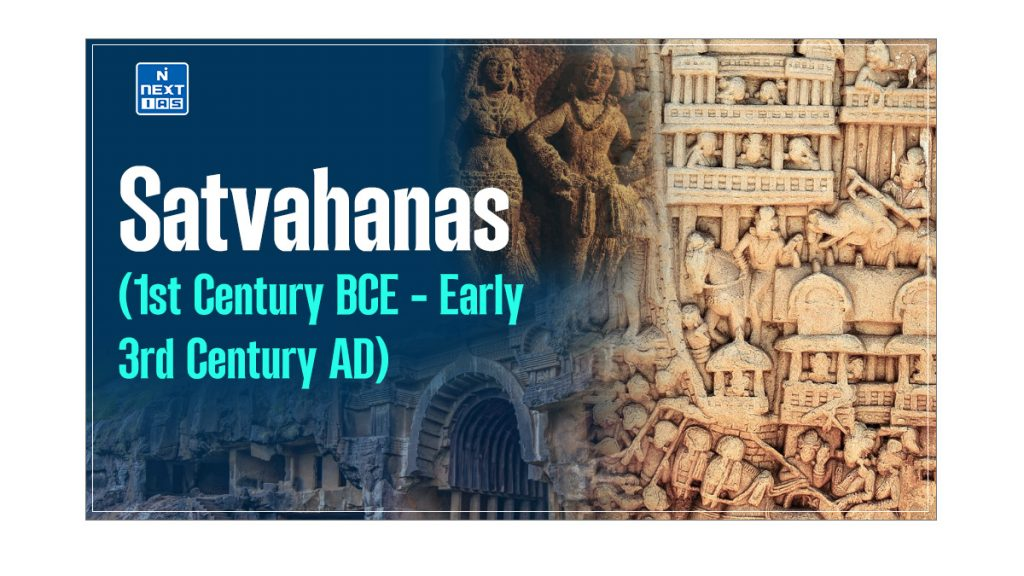 NEXT
IAS
Satvahanas
(1st Century BCE - Early
3rd Century AD)